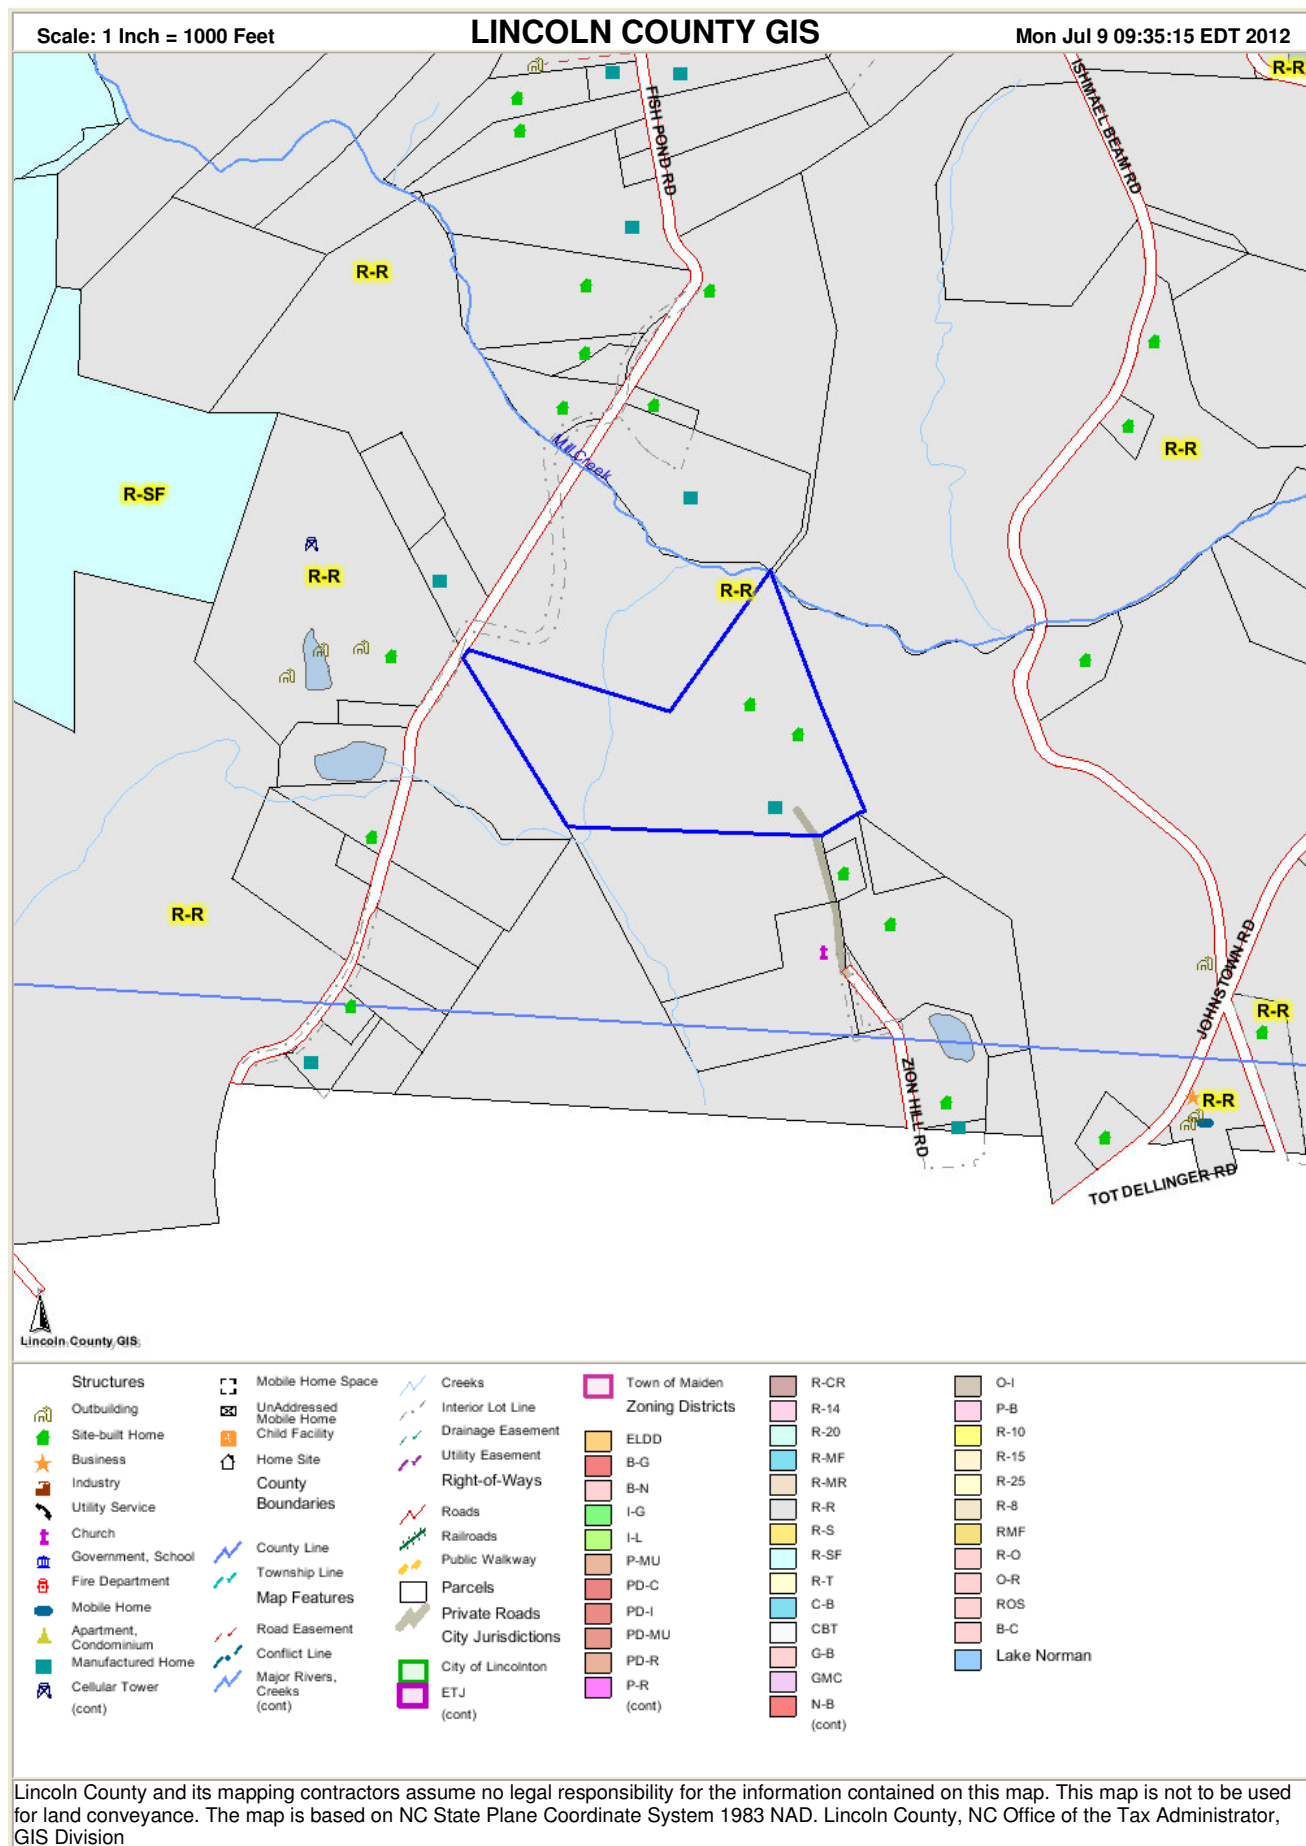 Scale: 1 Inch = 1000 Feet
LINCOLN COUNTY GIS
Mon Jul 9 09:35:15 EDT 2012
R-R
FISH POND RD
ISHMAEL BEAM RD
R-R
Mill Creek
R-R
R-SF
R-R
R-R
R-R
JOHNSTOWN RD
R-R
ZION HILL RD
R-R
TOT DELLINGER RD
Lincoln County GIS
Structures
Outbuilding
Site-built Home
Business
Industry
Utility Service
Church
Government, School
Fire Department
Mobile Home
Apartment,
Condominium
Manufactured Home
Cellular Tower
(cont)
Mobile Home Space
UnAddressed
Mobile Home
Child Facility
Home Site
County
Boundaries
County Line
Township Line
Map Features
Road Easement
Conflict Line
Major Rivers,
Creeks
(cont)
Creeks
Interior Lot Line
Drainage Easement
Utility Easement
Right-of-Ways
Roads
Railroads
Public Walkway
Parcels
Private Roads
City Jurisdictions
City of Lincolnton
ETJ
(cont)
Town of Maiden
Zoning Districts
ELDD
B-G
B-N
I-G
I-L
P-MU
PD-C
PD-I
PD-MU
PD-R
P-R
(cont)
R-CR
R-14
R-20
R-MF
R-MR
R-R
R-S
R-SF
R-T
C-B
CBT
G-B
GMC
N-B
(cont)
O-I
P-B
R-10
R-15
R-25
R-8
RMF
R-O
O-R
ROS
B-C
Lake Norman
Lincoln County and its mapping contractors assume no legal responsibility for the information contained on this map. This map is not to be used
for land conveyance. The map is based on NC State Plane Coordinate System 1983 NAD. Lincoln County, NC Office of the Tax Administrator,
GIS Division